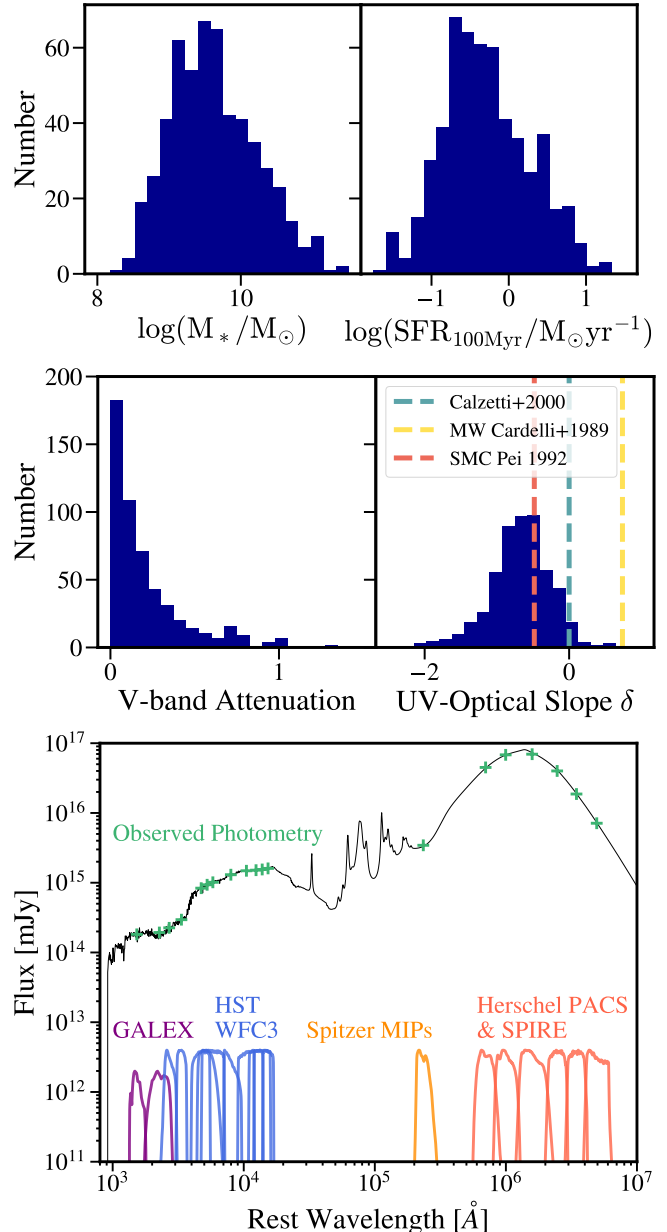 60
40
20
0
Number
8
10
log(M∗/M⊙)
−1
0
1
log(SFR100Myr/M⊙yr−1)
200
150
100
50
0
Number
0
1
V-band Attenuation
Calzetti+2000
MW Cardelli+1989
SMC Pei 1992
−2
0
UV-Optical Slope δ
10^17
10^16
10^15
10^14
10^13
10^12
10^11
Flux [mJy]
Observed Photometry
GALEX
HST
WFC3
Spitzer MIPs
Herschel PACS
& SPIRE
10^3
10^4
10^5
10^6
10^7
Rest Wavelength [Å]